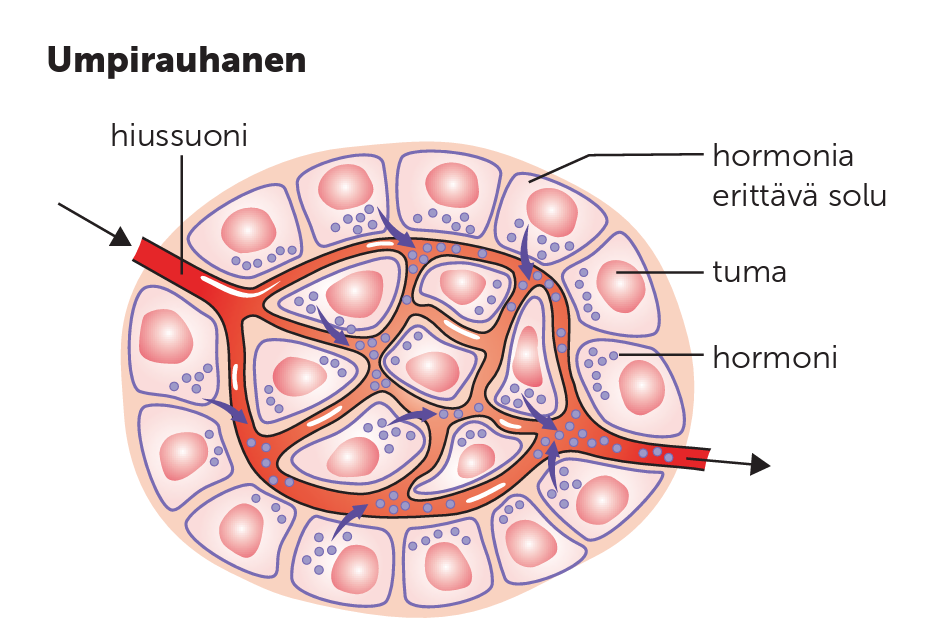 Umpirauhanen
hiussuoni
hormonia
erittävä solu
tuma
hormoni